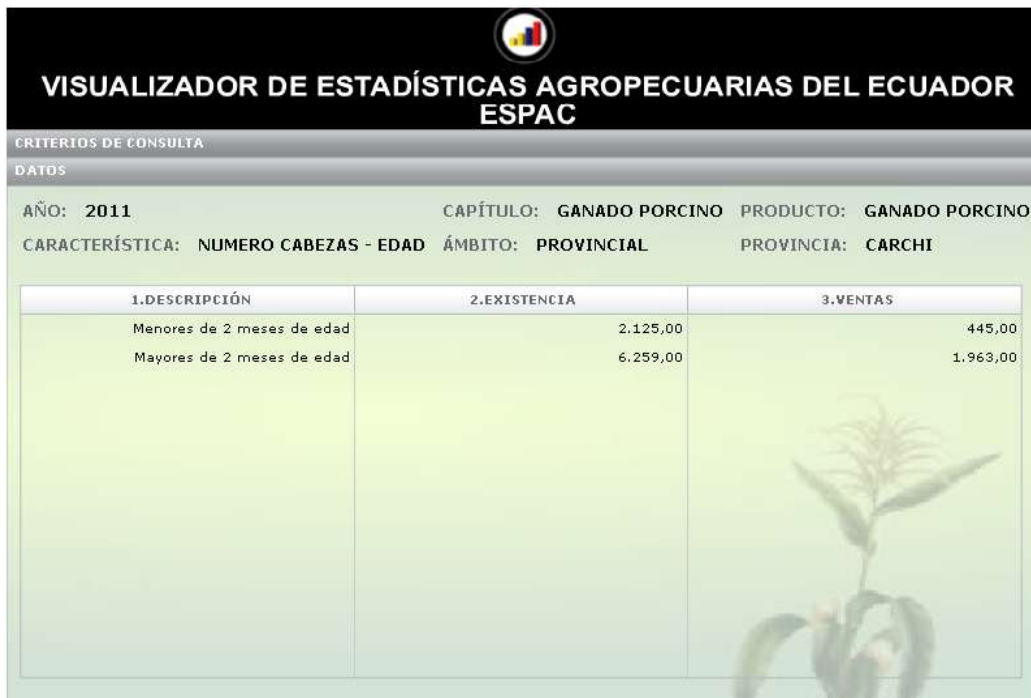 VISUALIZADOR DE ESTADÍSTICAS AGROPECUARIAS DEL ECUADOR
ESPAC
CRITERIOS DE CONSULTA
DATOS
AÑO: 2011 CAPÍTULO: GANADO PORCINO PRODUCTO: GANADO PORCINO
CARACTERÍSTICA: NUMERO CABEZAS - EDAD ÁMBITO: PROVINCIAL PROVINCIA: CARCHI
1.DESCRIPCIÓN 2.EXISTENCIA 3.VENTAS
Menores de 2 meses de edad 2.125,00 445,00
Mayores de 2 meses de edad 6.259,00 1.963,00